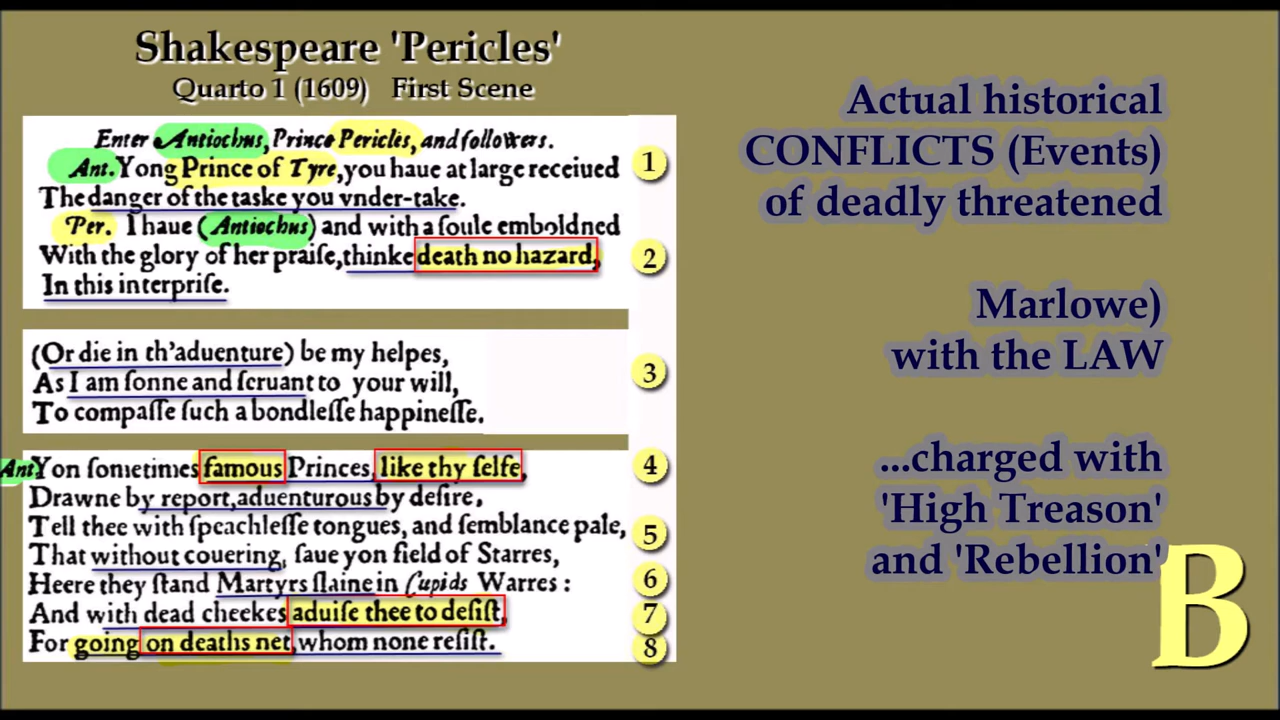 Shakespeare 'Pericles'
Quarto 1 (1609) First Scene
Enter Antiochus, Prince Pericles, and followers.
Ant. Yong Prince of Tyre, you haue at large receiued
1
The danger of the taske you vnder-take.
Per. I haue (Antiochus) and with a ſoule emboldned
With the glory of her praiſe, thinke death no hazard,
2
In this interpriſe.
(Or die in th'aduenture) be my helpes,
As I am ſonne and ſeruant to your will,
3
To compaſſe ſuch a bondleſſe happineſſe.
Ant. Yon ſometimes famous Princes, like thy ſelfe,
4
Drawne by report, aduenturous by deſire,
Tell thee with ſpeachleſſe tongues, and ſemblance pale,
5
That without couering, ſaue yon field of Starres,
Heere they ſtand Martyrs ſlaine in Cupids Warres :
6
And with dead cheekes aduiſe thee to deſiſt,
7
For going on deaths net, whom none reſiſt.
8
Actual historical
CONFLICTS (Events)
of deadly threatened
Marlowe)
with the LAW
...charged with
'High Treason'
and 'Rebellion'
B